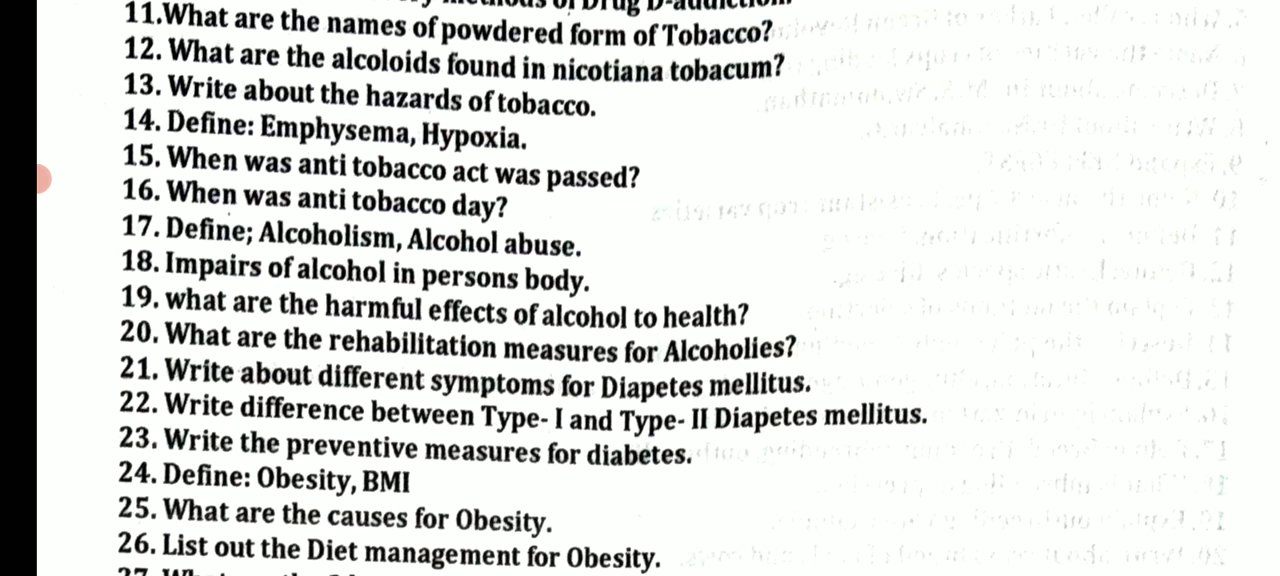 of Drug D-addiction.
11.What are the names of powdered form of Tobacco?
12. What are the alcoloids found in nicotiana tobacum?
13. Write about the hazards of tobacco.
14. Define: Emphysema, Hypoxia.
15. When was anti tobacco act was passed?
16. When was anti tobacco day?
17. Define; Alcoholism, Alcohol abuse.
18. Impairs of alcohol in persons body.
19. what are the harmful effects of alcohol to health?
20. What are the rehabilitation measures for Alcoholies?
21. Write about different symptoms for Diapetes mellitus.
22. Write difference between Type- I and Type- II Diapetes mellitus.
23. Write the preventive measures for diabetes.
24. Define: Obesity, BMI
25. What are the causes for Obesity.
26. List out the Diet management for Obesity.
27.